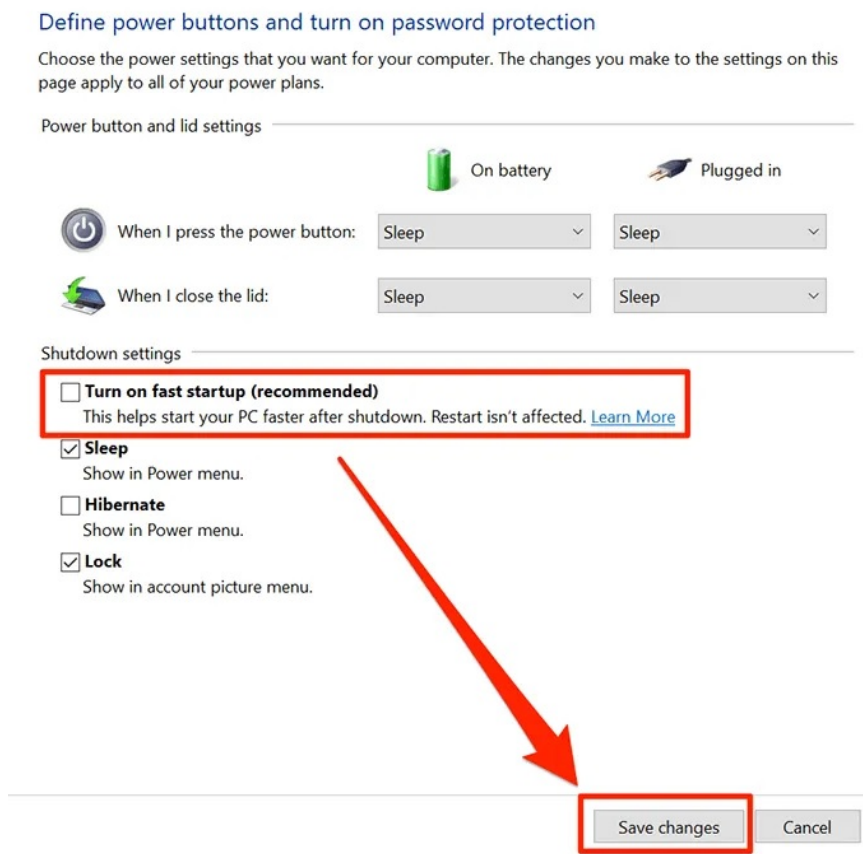 Define power buttons and turn on password protection
Choose the power settings that you want for your computer. The changes you make to the settings on this
page apply to all of your power plans.
Power button and lid settings
On battery
Plugged in
When I press the power button:
Sleep
Sleep
When I close the lid:
Sleep
Sleep
Shutdown settings
Turn on fast startup (recommended)
This helps start your PC faster after shutdown. Restart isn't affected. Learn More
Sleep
Show in Power menu.
Hibernate
Show in Power menu.
Lock
Show in account picture menu.
Save changes
Cancel